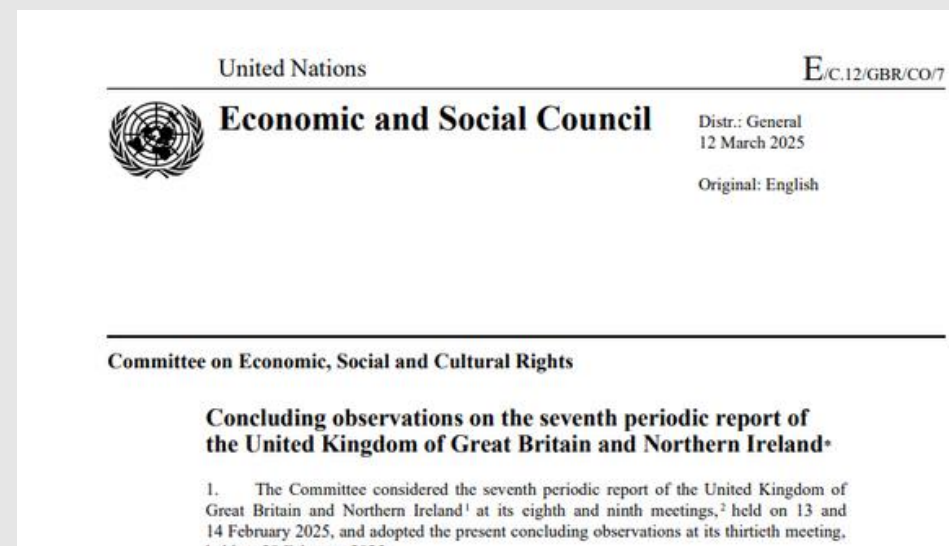 United Nations
E/C.12/GBR/CO/7
Economic and Social Council
Distr.: General
12 March 2025
Original: English
Committee on Economic, Social and Cultural Rights
Concluding observations on the seventh periodic report of
the United Kingdom of Great Britain and Northern Ireland*
1. The Committee considered the seventh periodic report of the United Kingdom of
Great Britain and Northern Ireland¹ at its eighth and ninth meetings,² held on 13 and
14 February 2025, and adopted the present concluding observations at its thirtieth meeting,